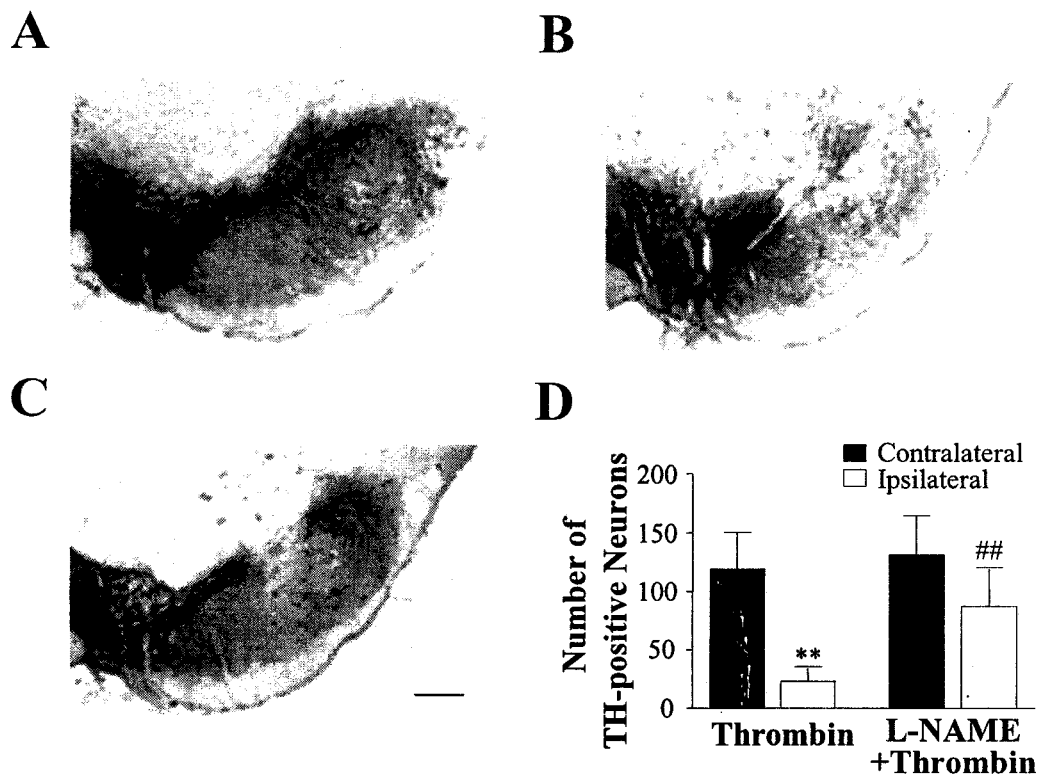 A
B
C
D
Contralateral
Ipsilateral
Number of
TH-positive Neurons
200
150
100
50
0
**
##
Thrombin
L-NAME
+Thrombin